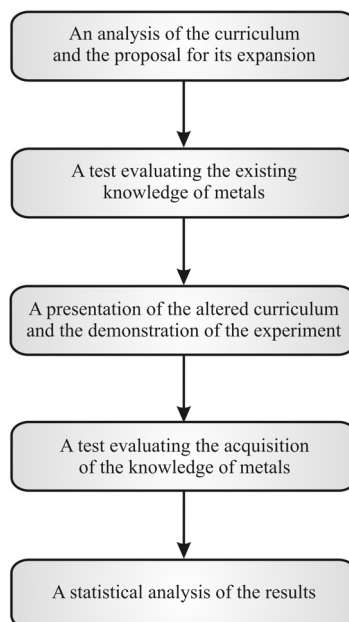 An analysis of the curriculum
and the proposal for its expansion
A test evaluating the existing
knowledge of metals
A presentation of the altered curriculum
and the demonstration of the experiment
A test evaluating the acquisition
of the knowledge of metals
A statistical analysis of the results